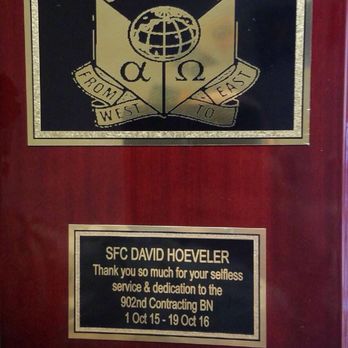 α Ω
FROM WEST TO EAST
SFC DAVID HOEVELER
Thank you so much for your selfless
service & dedication to the
902nd Contracting BN
1 Oct 15 - 19 Oct 16